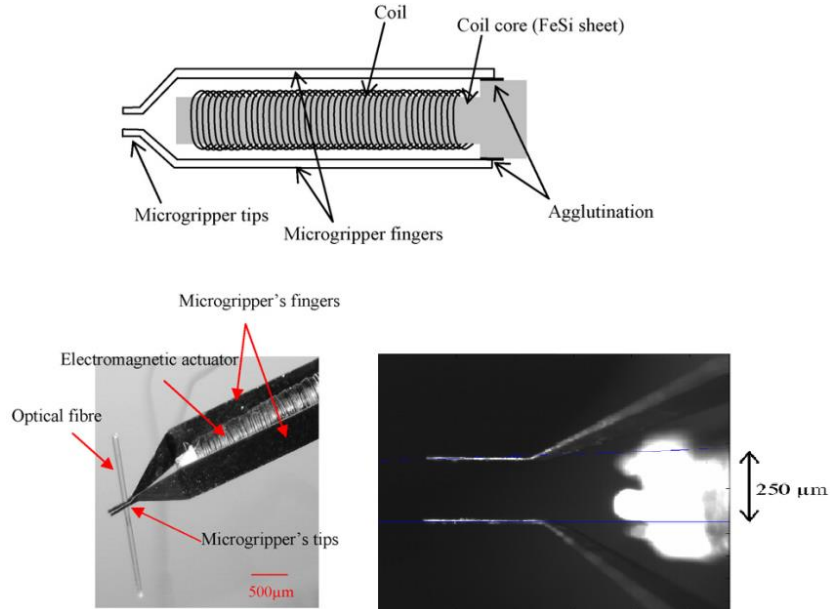 Coil
Coil core (FeSi sheet)
Microgripper tips
Microgripper fingers
Agglutination
Microgripper's fingers
Electromagnetic actuator
Optical fibre
Microgripper's tips
500µm
250 µm